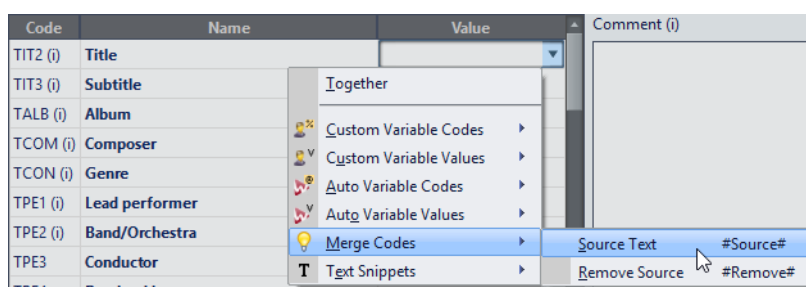 Code Name Value Comment (i)
TIT2 (i) Title
TIT3 (i) Subtitle
TALB (i) Album
TCOM (i) Composer
TCON (i) Genre
TPE1 (i) Lead performer
TPE2 (i) Band/Orchestra
TPE3 Conductor
Together
Custom Variable Codes
Custom Variable Values
Auto Variable Codes
Auto Variable Values
Merge Codes
T Text Snippets
Source Text #Source#
Remove Source #Remove#